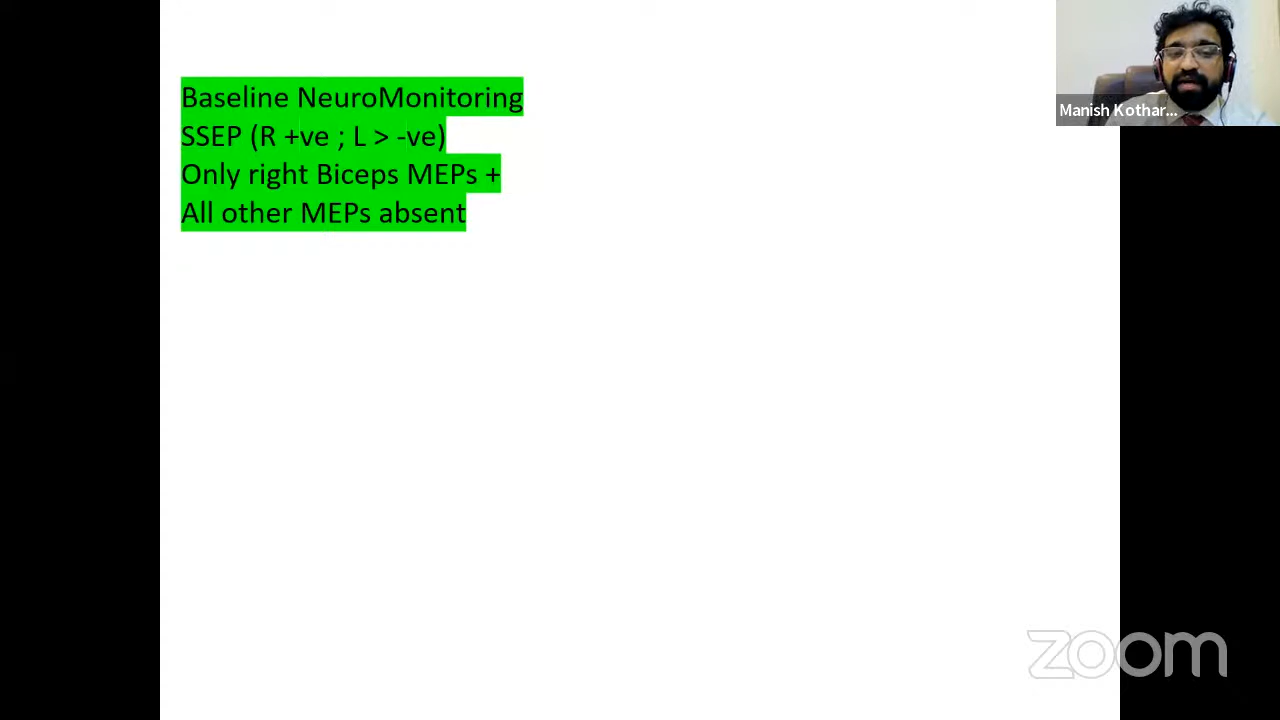 Baseline NeuroMonitoring
SSEP (R +ve ; L > -ve)
Only right Biceps MEPs +
All other MEPs absent
Manish Kothar...
zoom